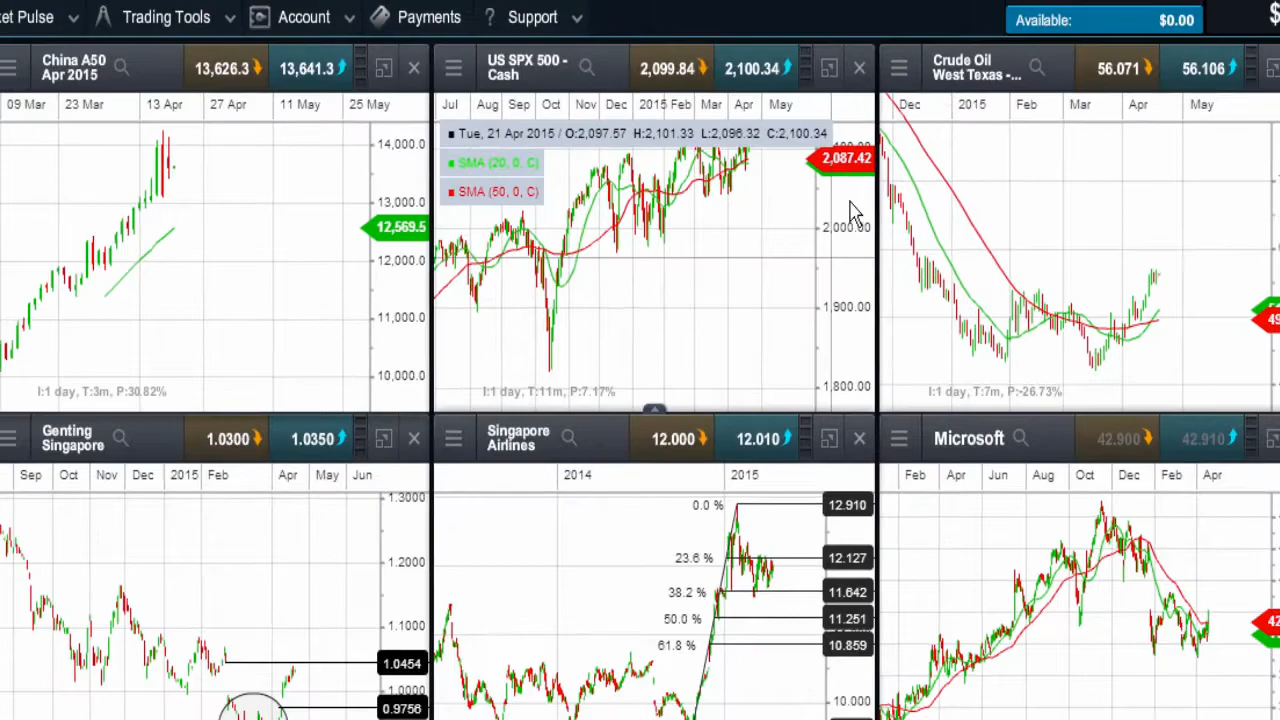 et Pulse Trading Tools Account Payments ? Support Available: $0.00 $
China A50
Apr 2015
13,626.3 13,641.3
US SPX 500 -
Cash
2,099.84 2,100.34
Crude Oil
West Texas -...
56.071 56.106
09 Mar 23 Mar 13 Apr 27 Apr 11 May 25 May
14,000.0
13,000.0
12,569.5
12,000.0
11,000.0
10,000.0
I:1 day, T:3m, P:30.82%
Jul Aug Sep Oct Nov Dec 2015 Feb Mar Apr May
Tue, 21 Apr 2015 / O:2,097.57 H:2,101.33 L:2,096.32 C:2,100.34
SMA (20, 0, C)
SMA (50, 0, C)
2,087.42
2,000.00
1,900.00
1,800.00
I:1 day, T:11m, P:7.17%
Dec 2015 Feb Mar Apr May
49
I:1 day, T:7m, P:-26.73%
Genting
Singapore
1.0300 1.0350
Singapore
Airlines
12.000 12.010
Microsoft
42.900 42.910
Sep Oct Nov Dec 2015 Feb Apr May Jun
1.3000
1.2000
1.1000
1.0454
1.0000
0.9756
2014 2015
0.0 % 12.910
23.6 % 12.127
38.2 % 11.642
50.0 % 11.251
61.8 % 10.859
10.000
Feb Apr Jun Aug Oct Dec Feb Apr
42